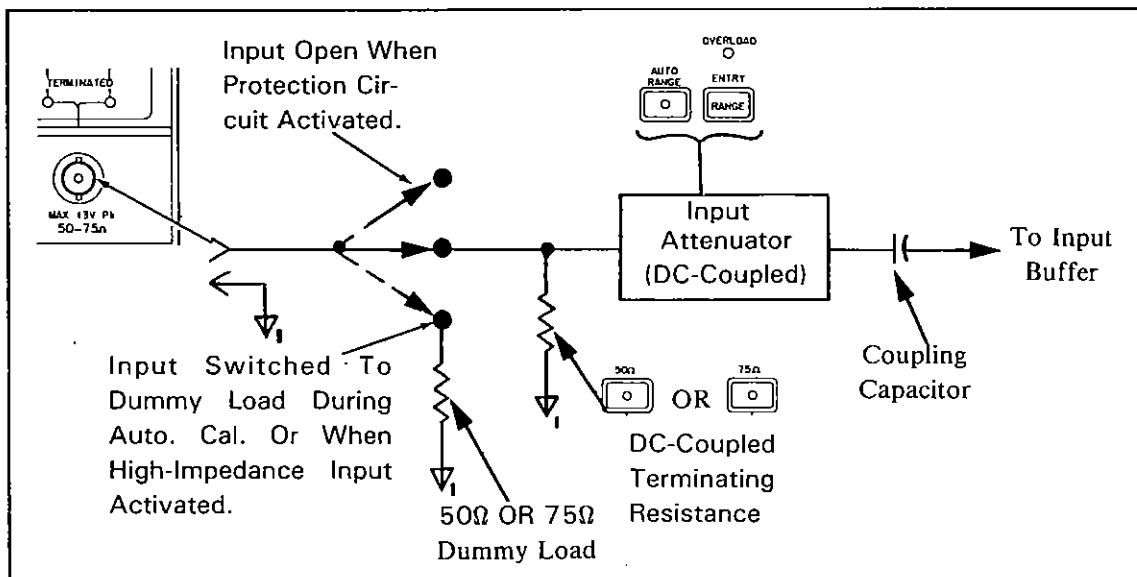 Input Open When
Protection Cir-
cuit Activated.
OVERLOAD
AUTO
RANGE
ENTRY
RANGE
TERMINATED
MAX 13V Pk
50-75Ω
Input
Attenuator
(DC-Coupled)
To Input
Buffer
Coupling
Capacitor
Input Switched To
Dummy Load During
Auto. Cal. Or When
High-Impedance Input
Activated.
50Ω
OR
75Ω
DC-Coupled
Terminating
Resistance
50Ω OR 75Ω
Dummy Load